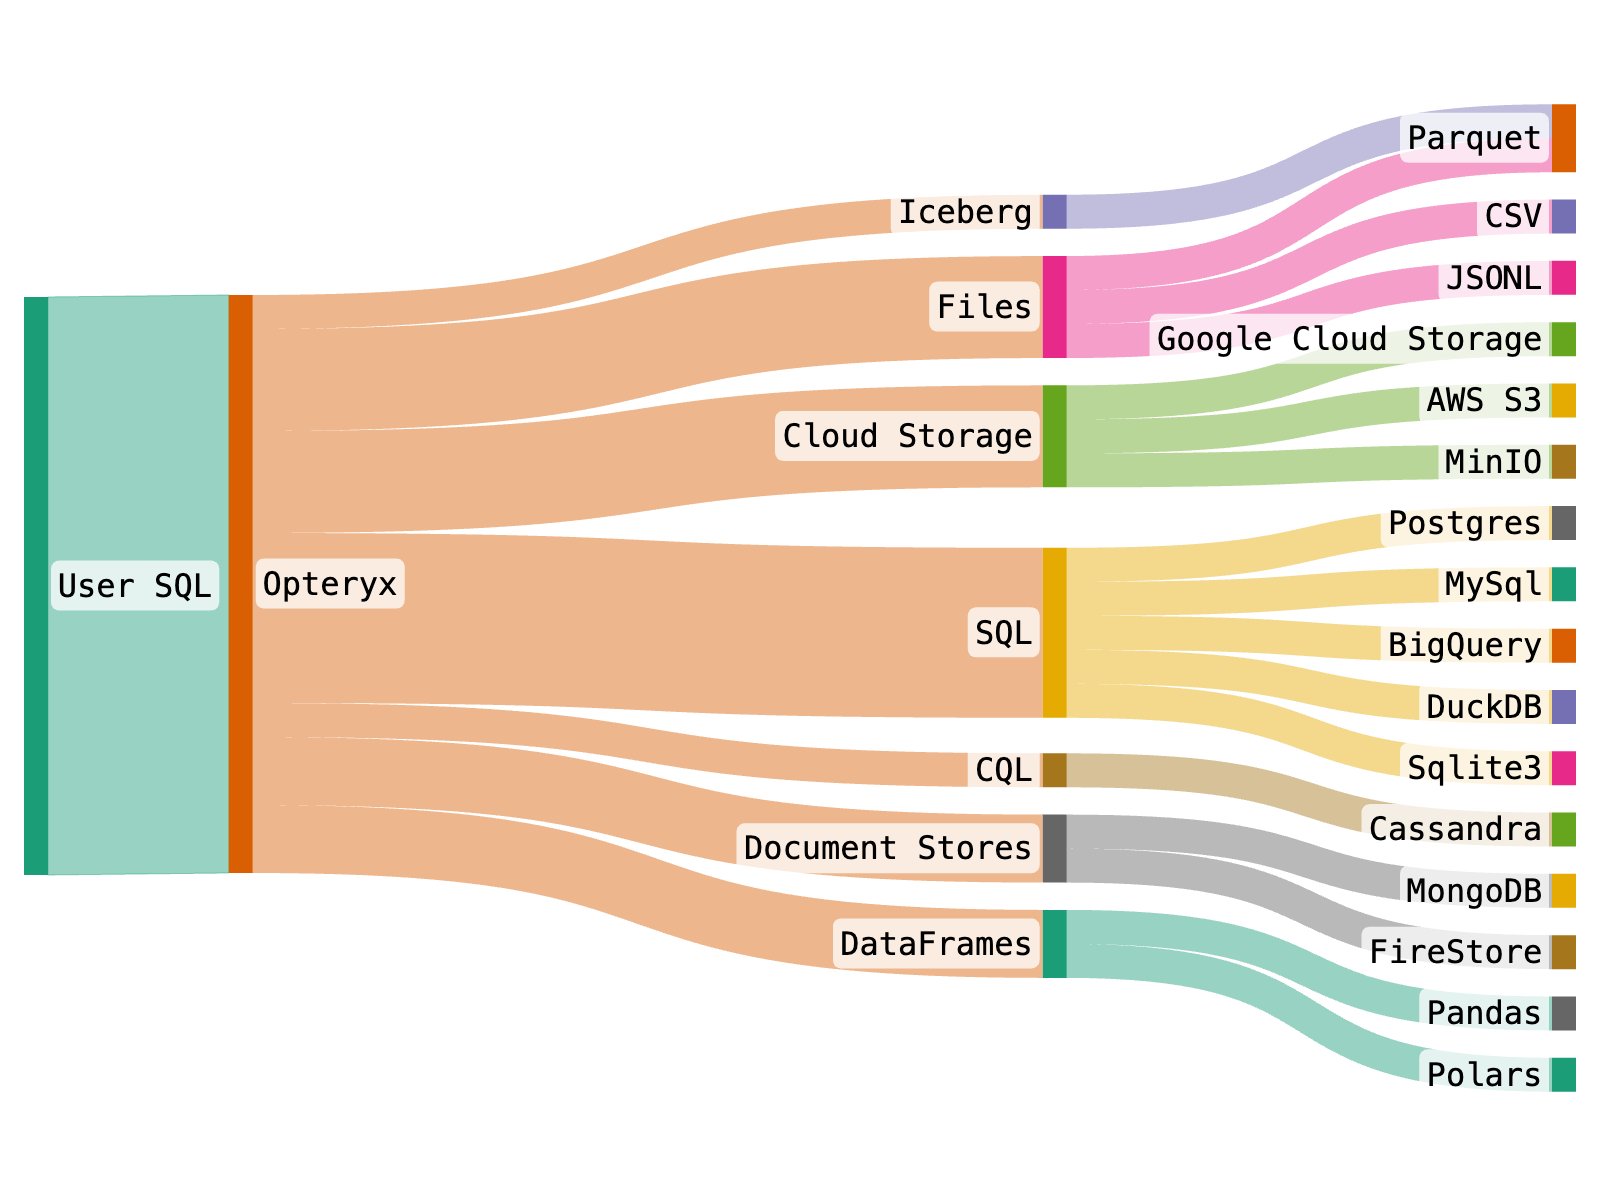 User SQL
Opteryx
Iceberg
Files
Cloud Storage
SQL
CQL
Document Stores
DataFrames
Parquet
CSV
JSONL
Google Cloud Storage
AWS S3
MinIO
Postgres
MySql
BigQuery
DuckDB
Sqlite3
Cassandra
MongoDB
FireStore
Pandas
Polars